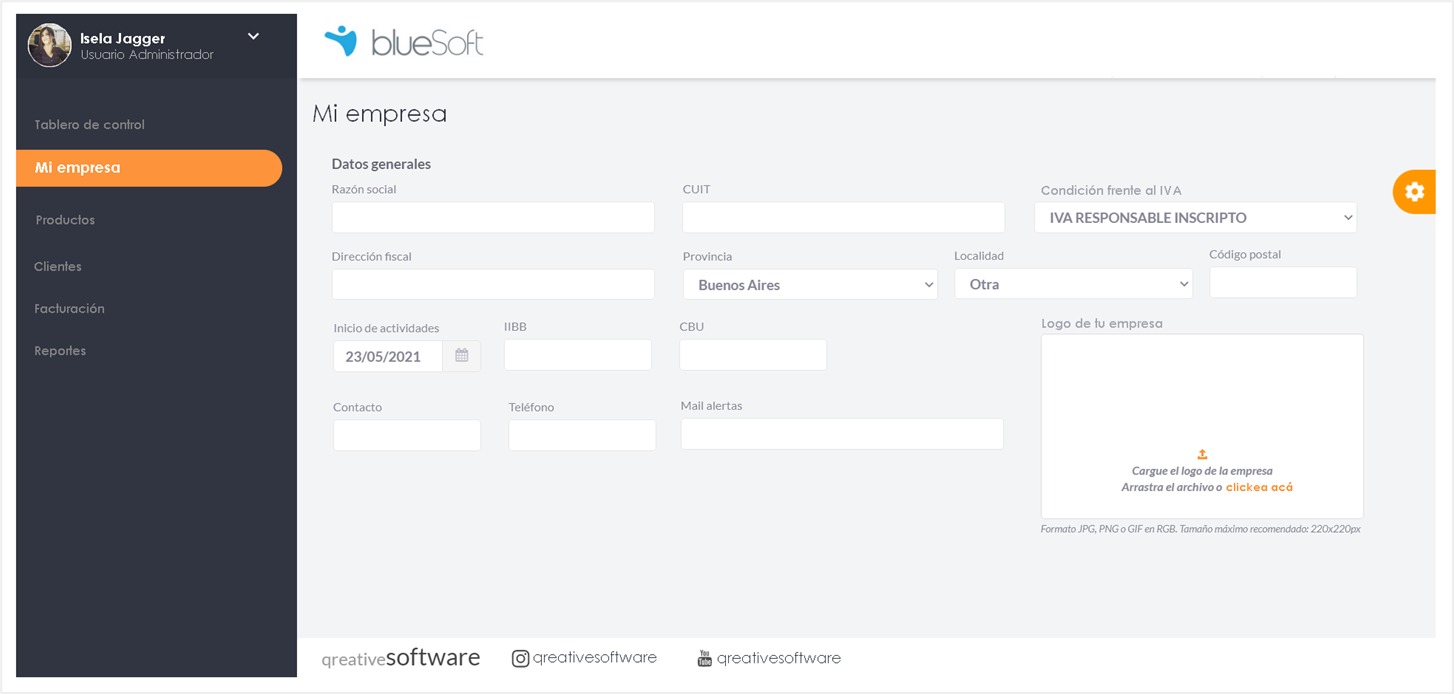 Isela Jagger
Usuario Administrador
blueSoft
Tablero de control
Mi empresa
Productos
Clientes
Facturación
Reportes
Mi empresa
Datos generales
Razón social
CUIT
Condición frente al IVA
IVA RESPONSABLE INSCRIPTO
Dirección fiscal
Provincia
Localidad
Código postal
Buenos Aires
Otra
Inicio de actividades
IIBB
CBU
Logo de tu empresa
23/05/2021
Contacto
Teléfono
Mail alertas
Cargue el logo de la empresa
Arrastra el archivo o clickea acá
Formato JPG, PNG o GIF en RGB. Tamaño máximo recomendado: 220x220px
qreativesoftware
qreativesoftware
You Tube
qreativesoftware